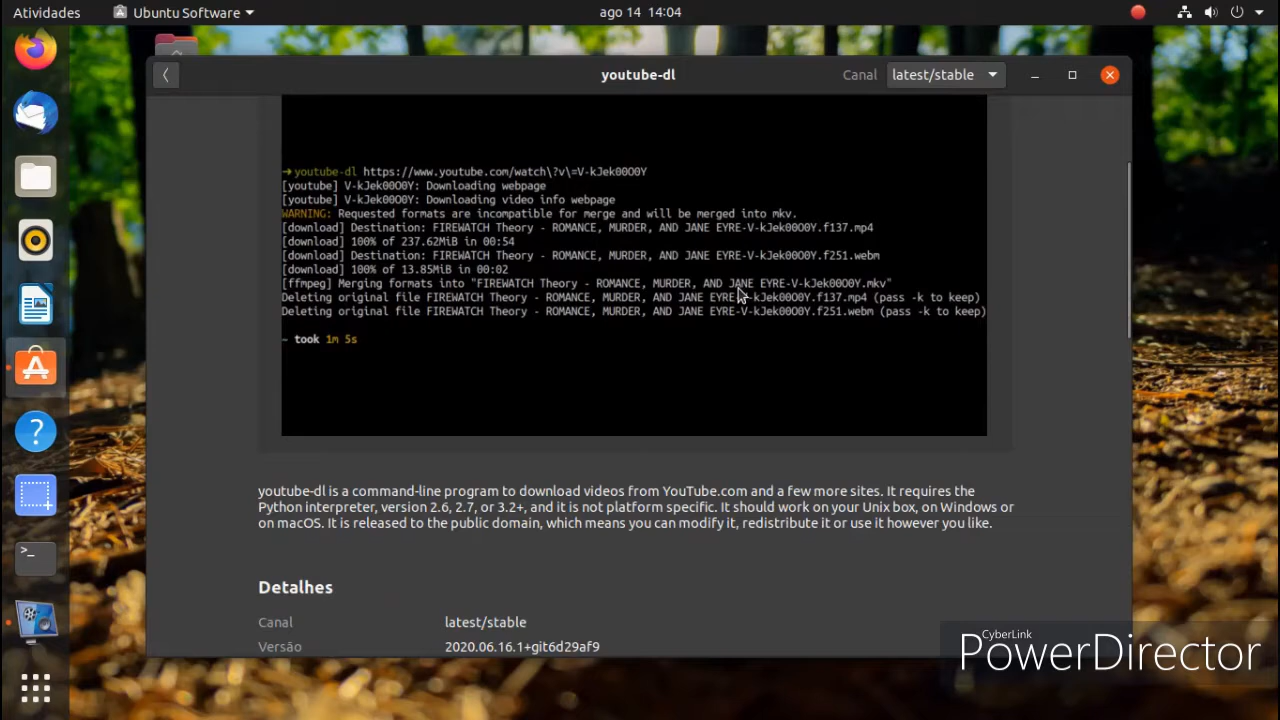 Atividades
Ubuntu Software
ago 14 14:04
youtube-dl
Canal
latest/stable
➜ youtube-dl https://www.youtube.com/watch\?v\=V-kJek00O0Y
[youtube] V-kJek00O0Y: Downloading webpage
[youtube] V-kJek00O0Y: Downloading video info webpage
WARNING: Requested formats are incompatible for merge and will be merged into mkv.
[download] Destination: FIREWATCH Theory - ROMANCE, MURDER, AND JANE EYRE-V-kJek00O0Y.f137.mp4
[download] 100% of 237.62MiB in 00:54
[download] Destination: FIREWATCH Theory - ROMANCE, MURDER, AND JANE EYRE-V-kJek00O0Y.f251.webm
[download] 100% of 13.85MiB in 00:02
[ffmpeg] Merging formats into "FIREWATCH Theory - ROMANCE, MURDER, AND JANE EYRE-V-kJek00O0Y.mkv"
Deleting original file FIREWATCH Theory - ROMANCE, MURDER, AND JANE EYRE-V-kJek00O0Y.f137.mp4 (pass -k to keep)
Deleting original file FIREWATCH Theory - ROMANCE, MURDER, AND JANE EYRE-V-kJek00O0Y.f251.webm (pass -k to keep)
~ took 1m 5s
youtube-dl is a command-line program to download videos from YouTube.com and a few more sites. It requires the
Python interpreter, version 2.6, 2.7, or 3.2+, and it is not platform specific. It should work on your Unix box, on Windows or
on macOS. It is released to the public domain, which means you can modify it, redistribute it or use it however you like.
Detalhes
Canal latest/stable
Versão 2020.06.16.1+git6d29af9
CyberLink
PowerDirector